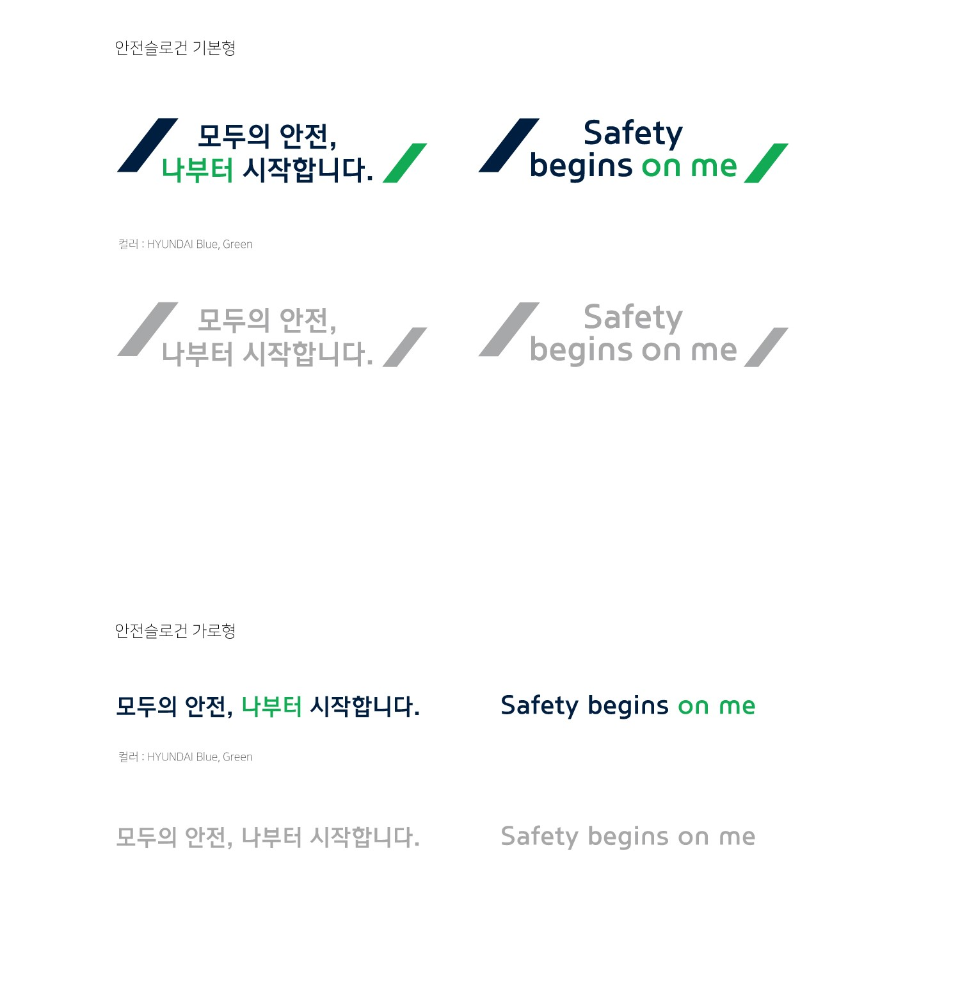 안전슬로건 기본형
모두의 안전,
나부터 시작합니다.
Safety
begins on me
컬러 : HYUNDAI Blue, Green
모두의 안전,
나부터 시작합니다.
Safety
begins on me
안전슬로건 가로형
모두의 안전, 나부터 시작합니다.
Safety begins on me
컬러 : HYUNDAI Blue, Green
모두의 안전, 나부터 시작합니다.
Safety begins on me